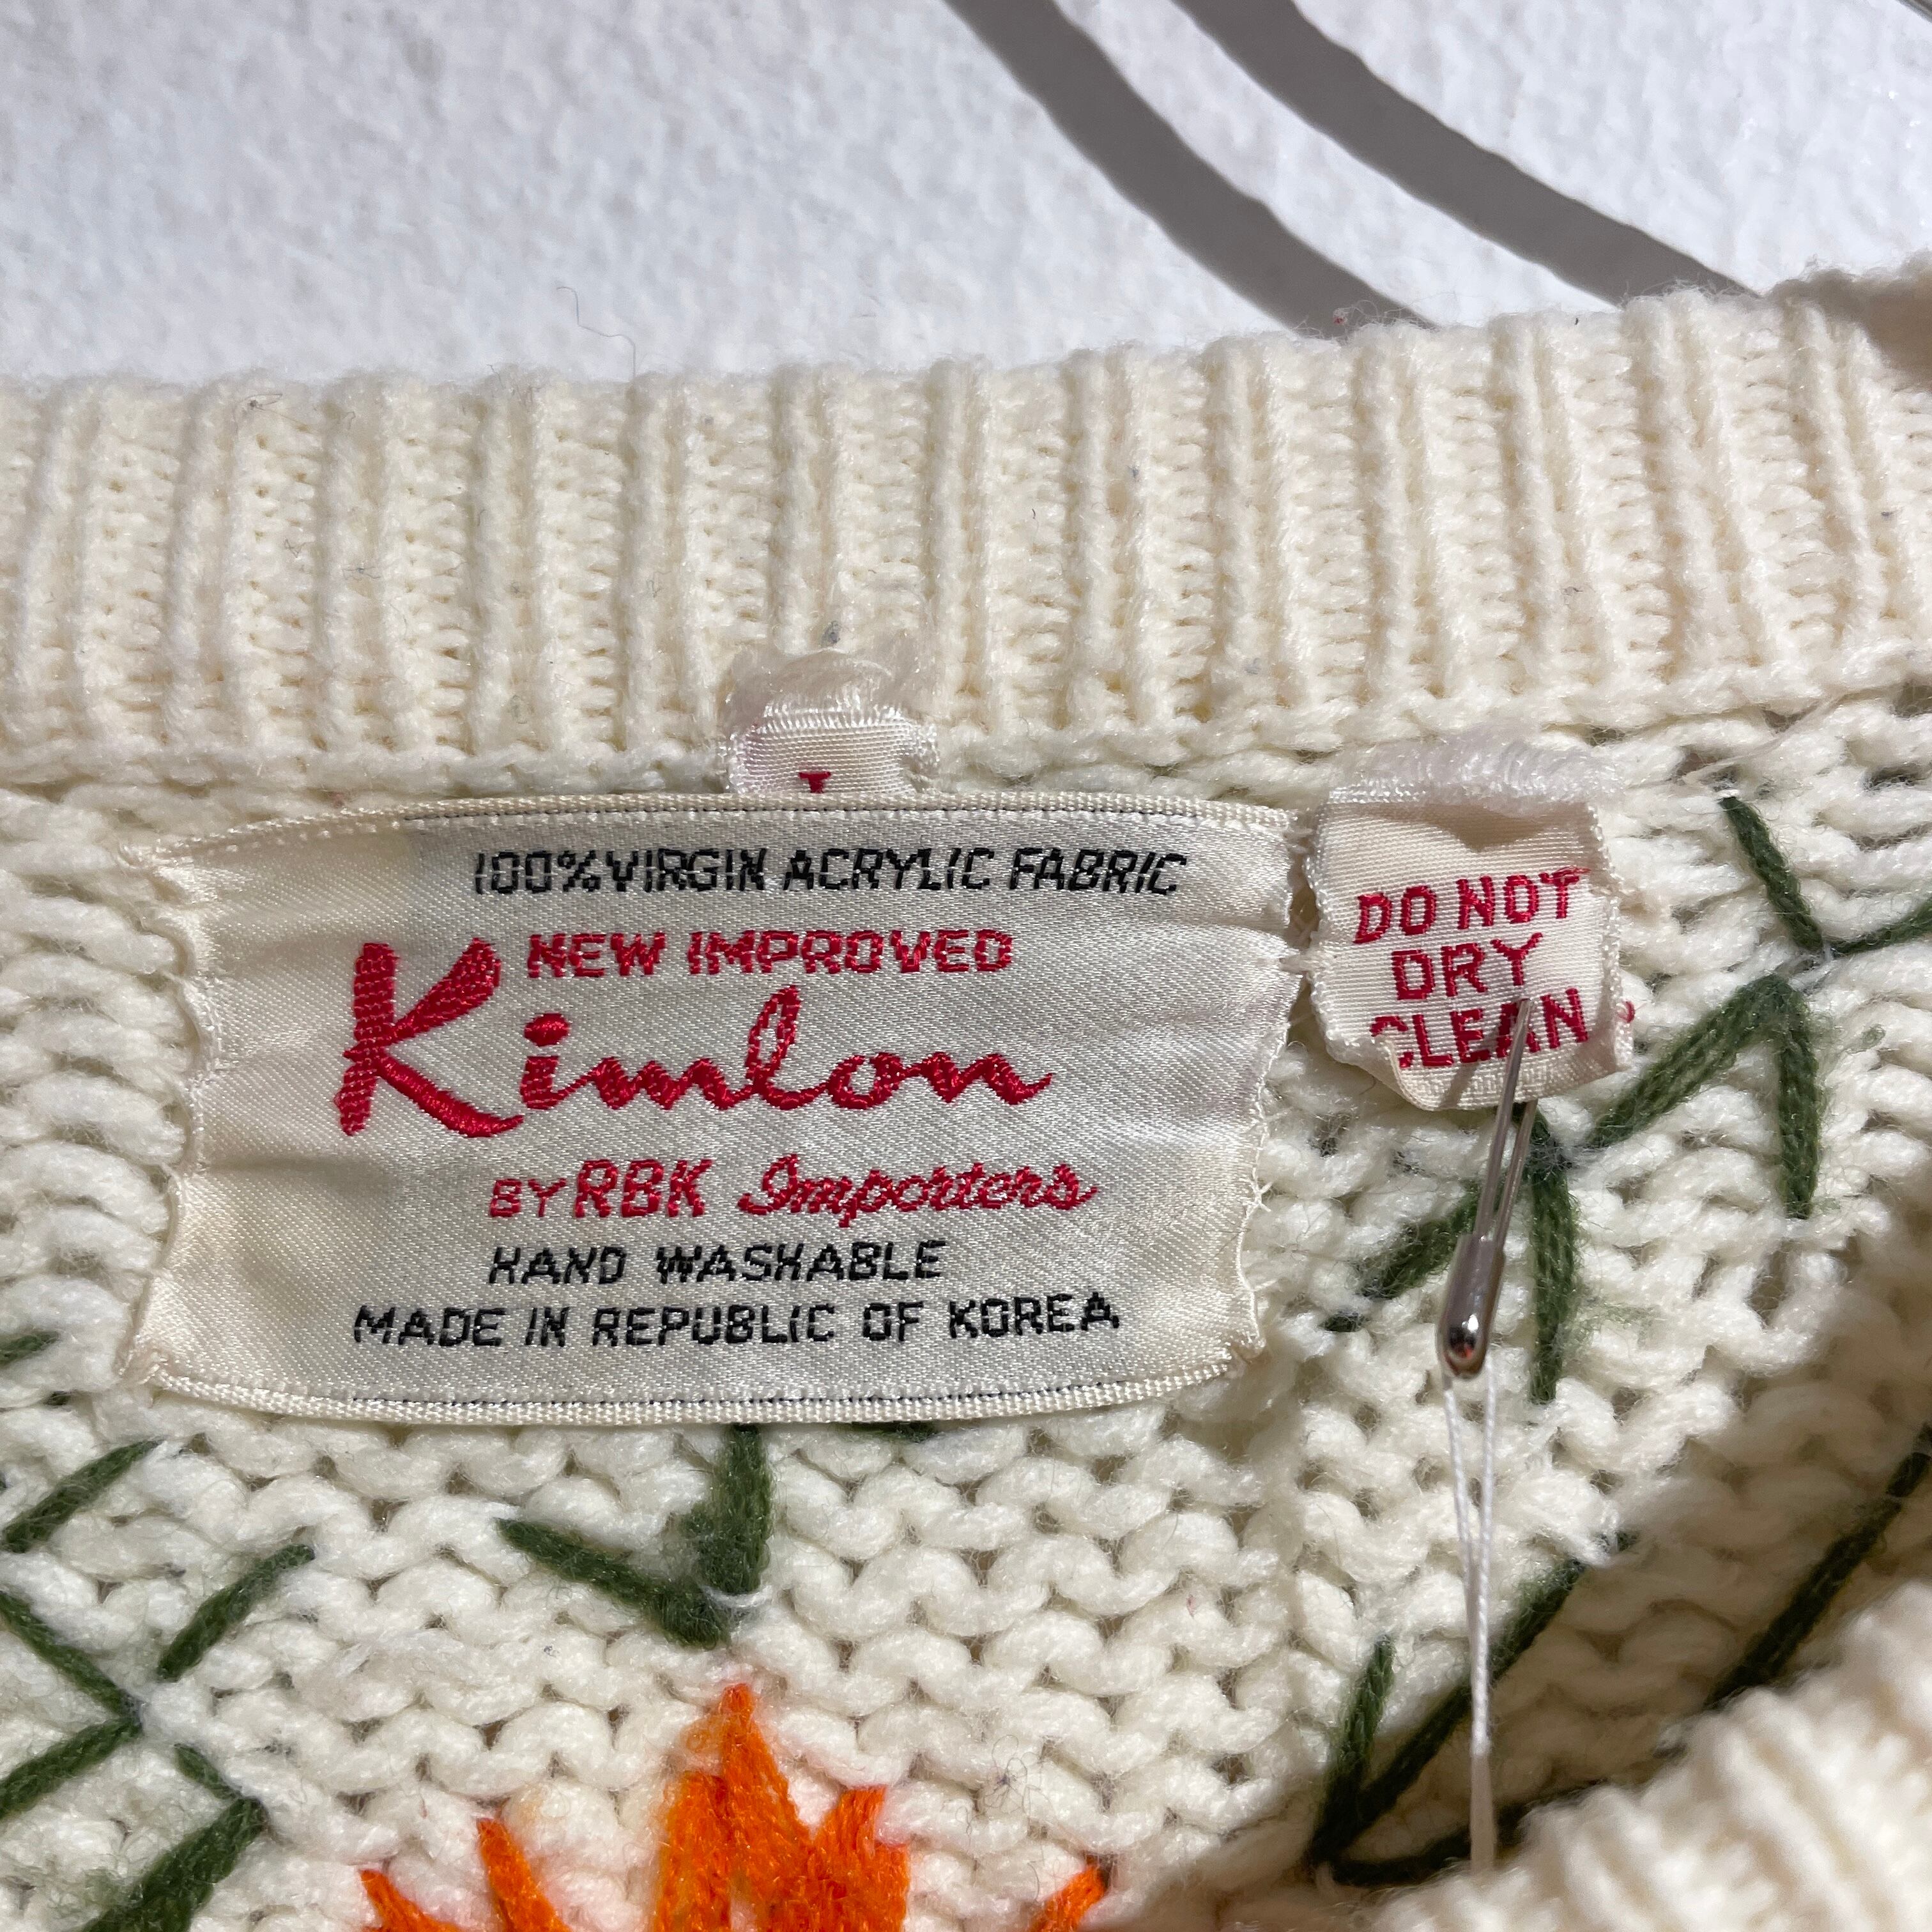 100% VIRGIN ACRYLIC FABRIC
NEW IMPROVED
Kimlon
BY RBK Importers
HAND WASHABLE
MADE IN REPUBLIC OF KOREA
DO NOT
DRY
CLEAN